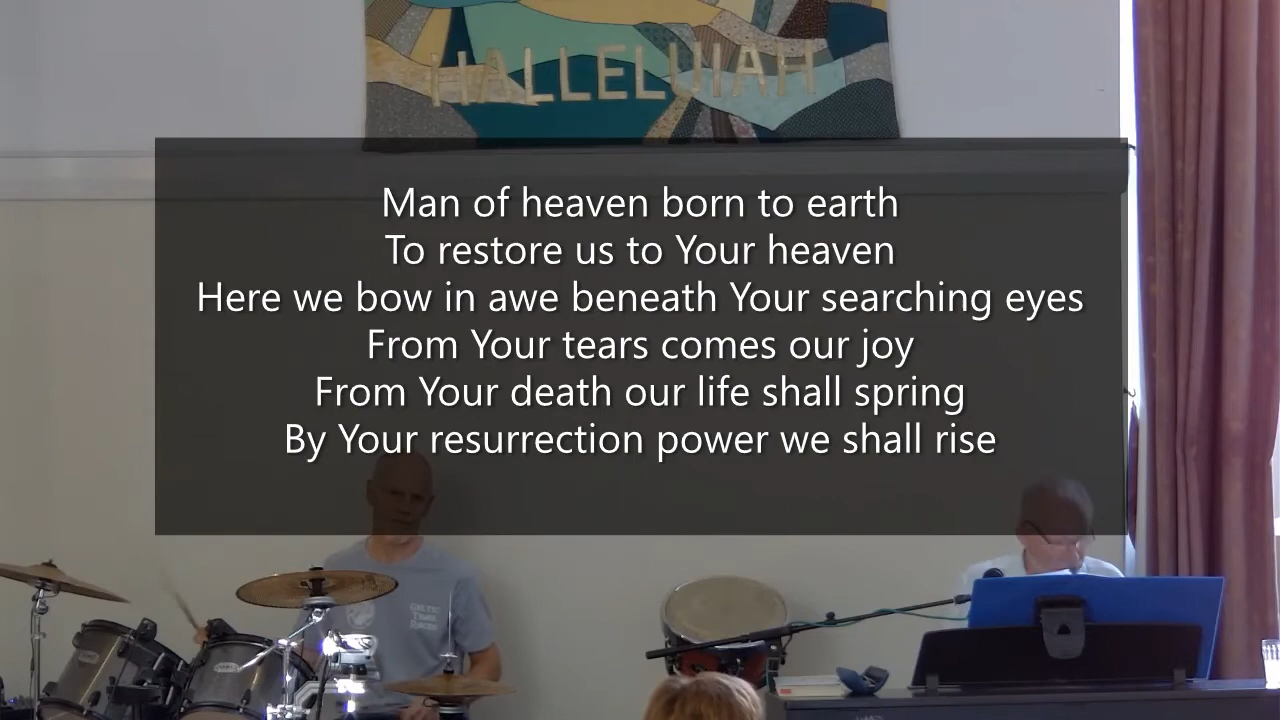 HALLELUIAH
Man of heaven born to earth
To restore us to Your heaven
Here we bow in awe beneath Your searching eyes
From Your tears comes our joy
From Your death our life shall spring
By Your resurrection power we shall rise
CELTIC
TRAIL